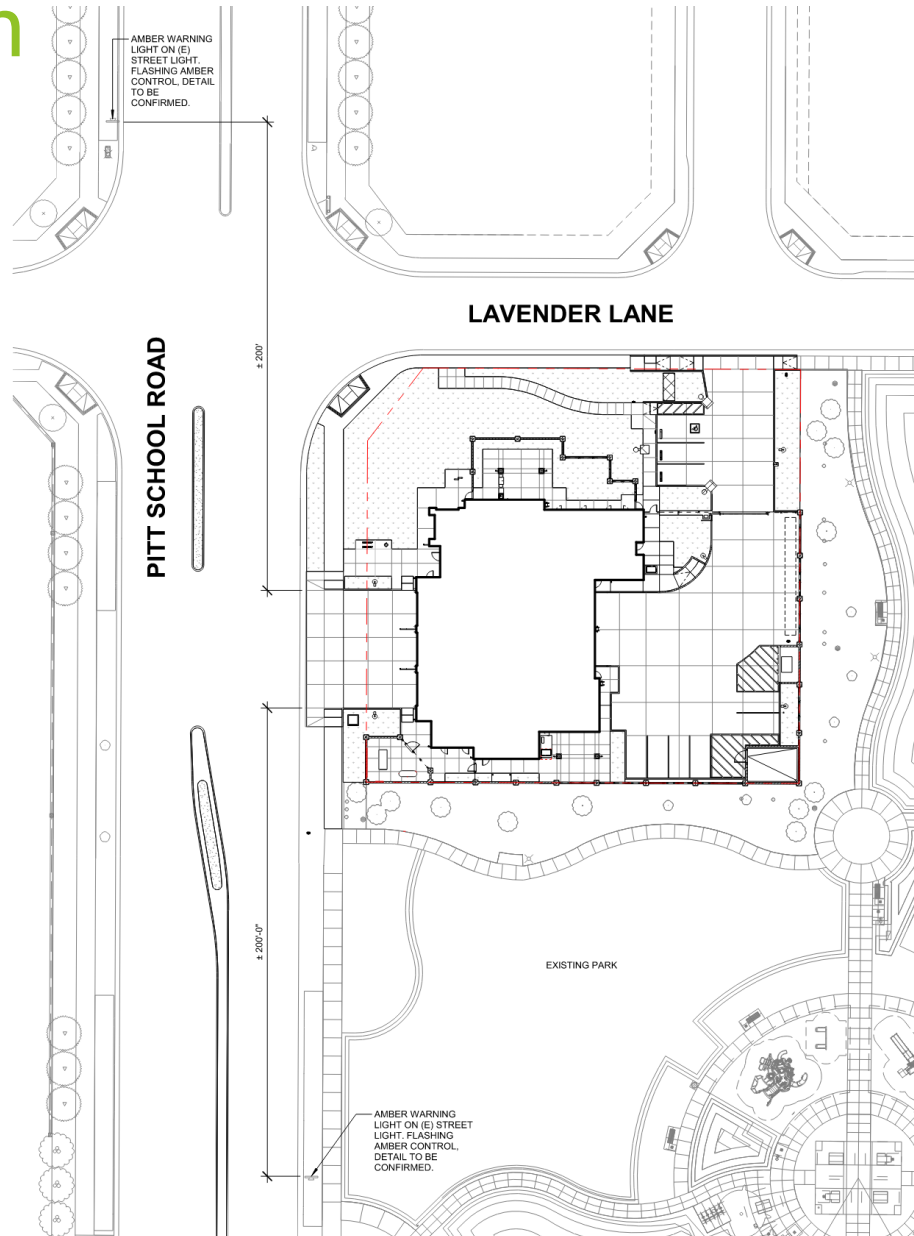 n
AMBER WARNING
LIGHT ON (E)
STREET LIGHT.
FLASHING AMBER
CONTROL, DETAIL
TO BE
CONFIRMED.
LAVENDER LANE
± 200'
PITT SCHOOL ROAD
± 200'-0"
EXISTING PARK
AMBER WARNING
LIGHT ON (E) STREET
LIGHT. FLASHING
AMBER CONTROL,
DETAIL TO BE
CONFIRMED.